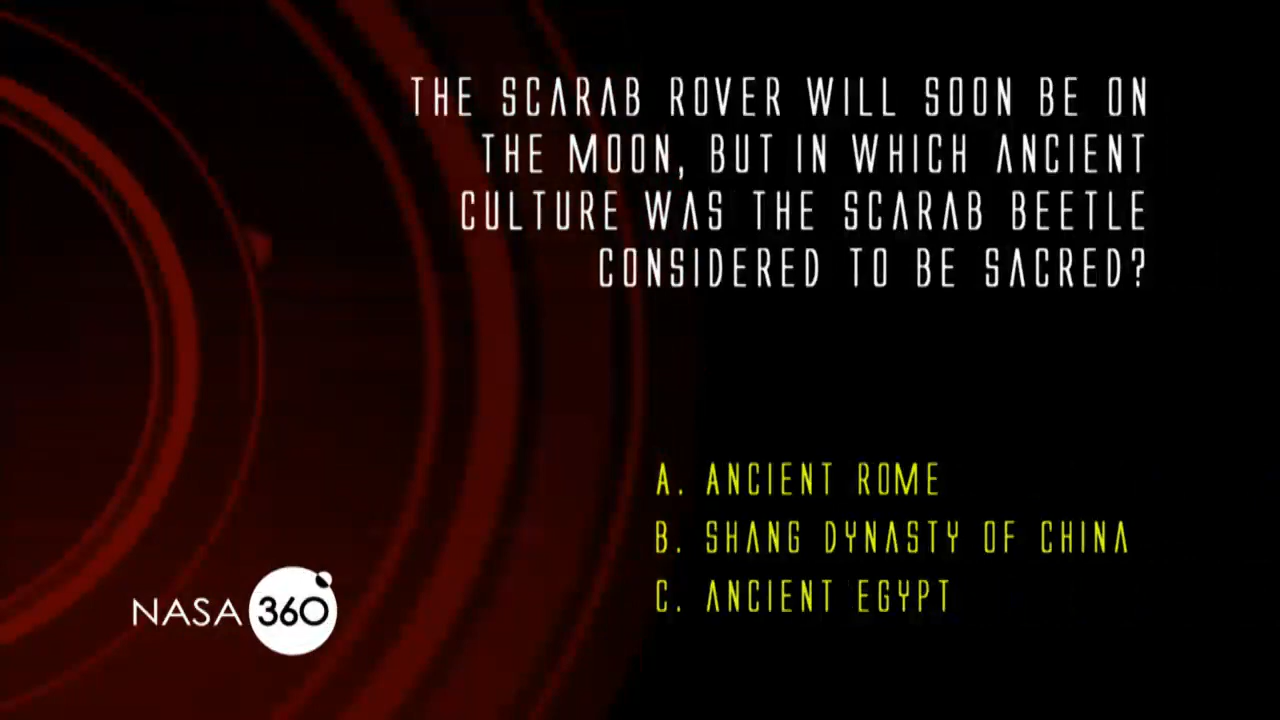 THE SCARAB ROVER WILL SOON BE ON
THE MOON, BUT IN WHICH ANCIENT
CULTURE WAS THE SCARAB BEETLE
CONSIDERED TO BE SACRED?
A. ANCIENT ROME
B. SHANG DYNASTY OF CHINA
C. ANCIENT EGYPT
NASA 360